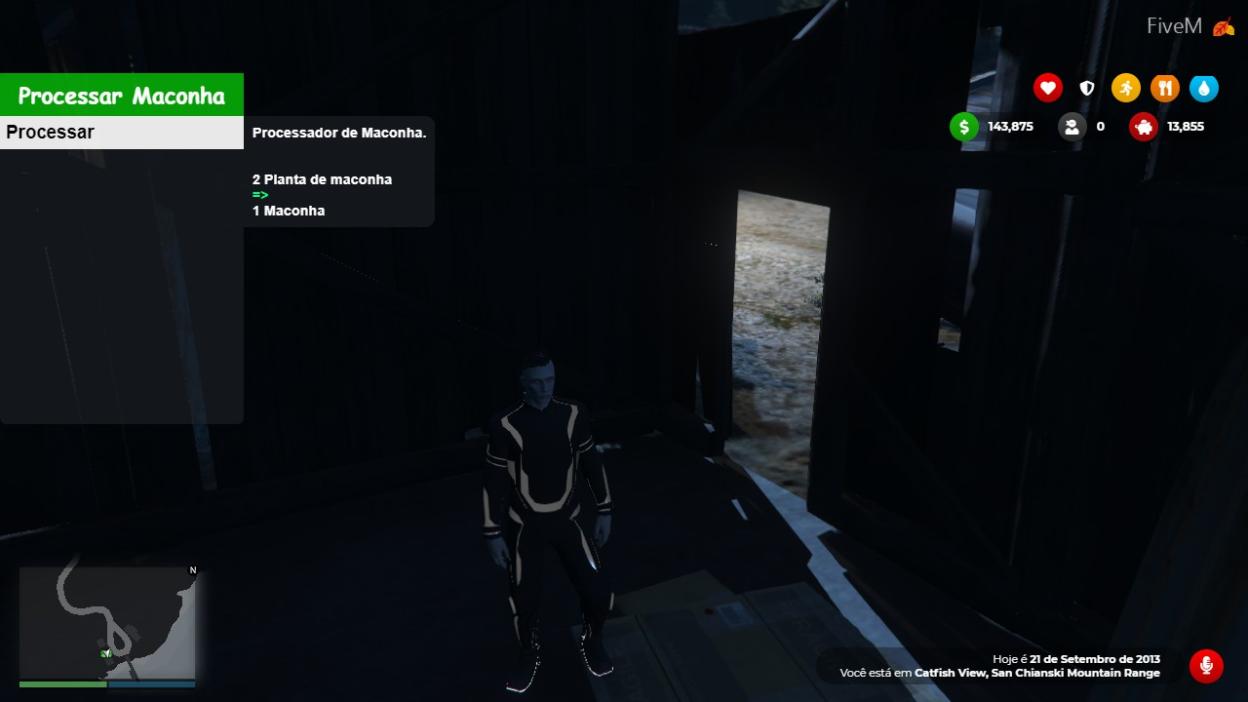 FiveM
Processar Maconha
Processar
Processador de Maconha.
2 Planta de maconha
=>
1 Maconha
143,875
0
13,855
N
Hoje é 21 de Setembro de 2013
Você está em Catfish View, San Chianski Mountain Range